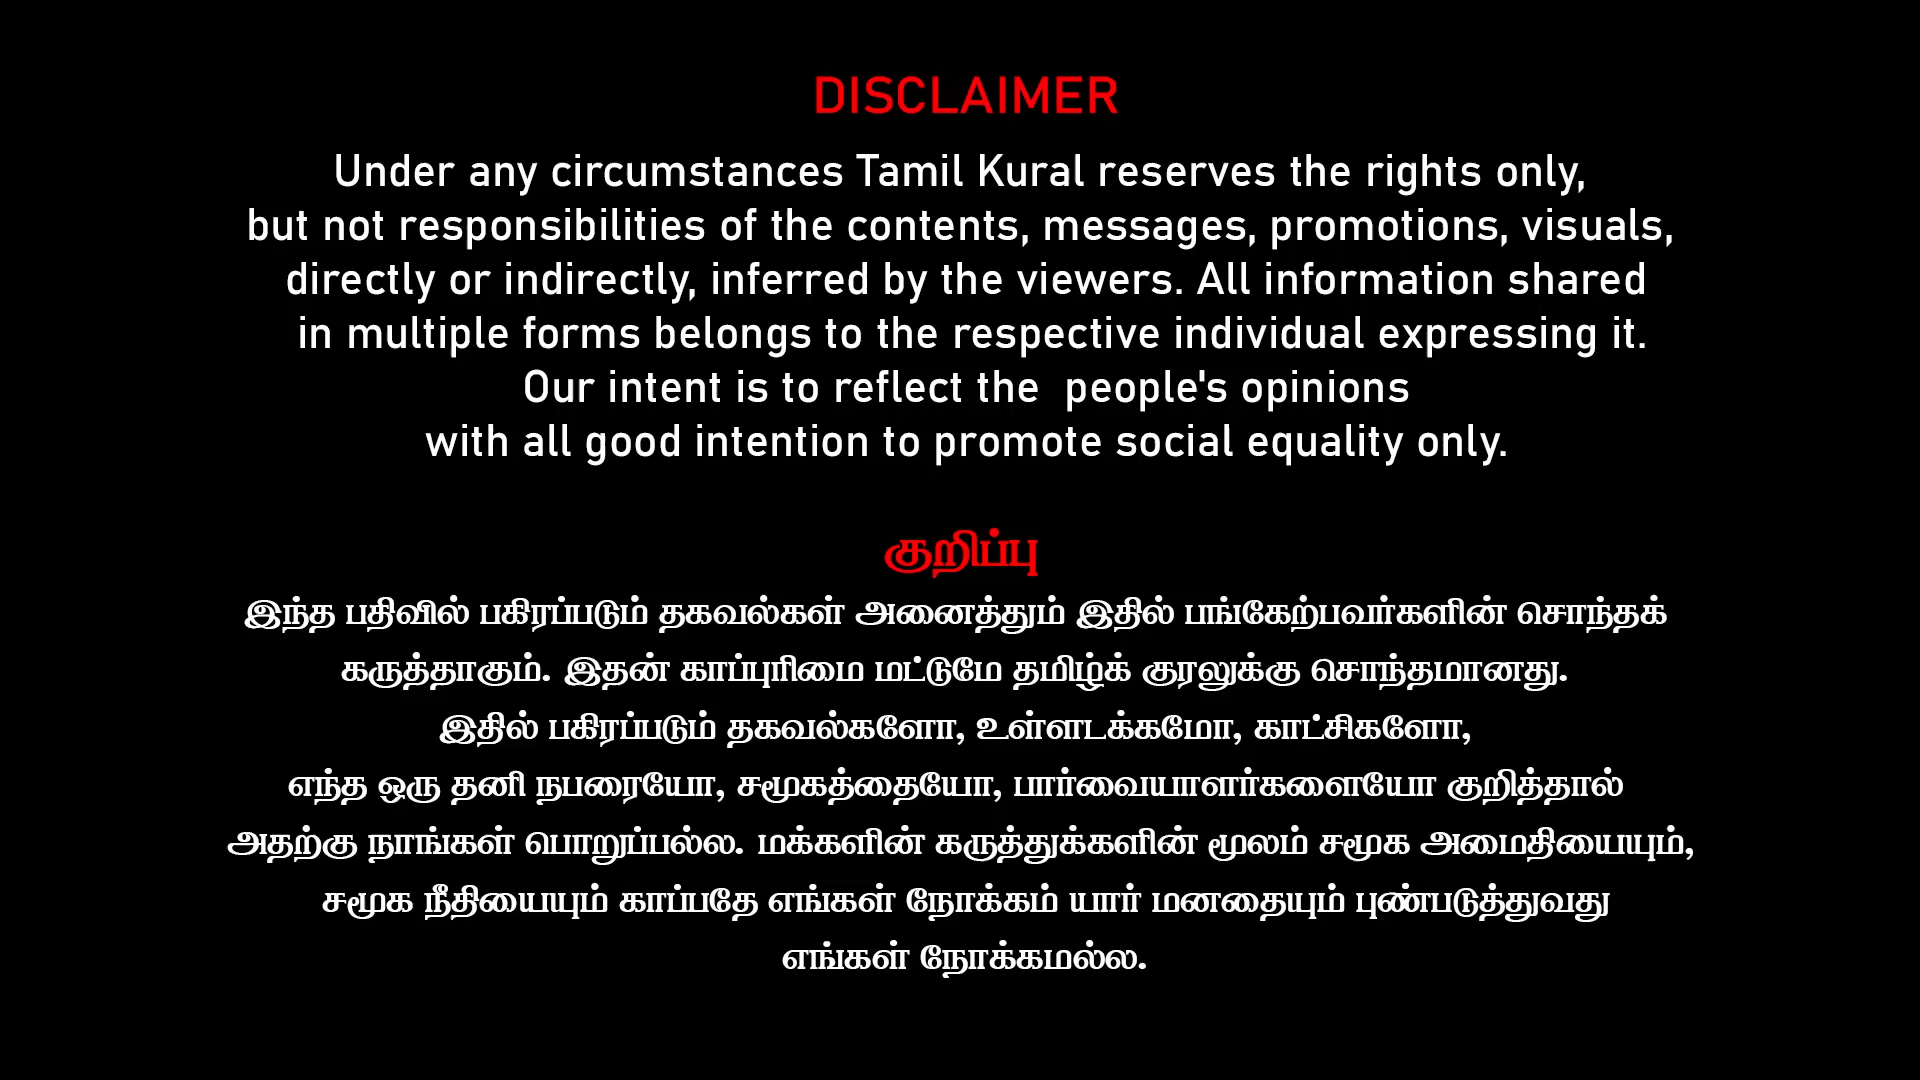 DISCLAIMER
Under any circumstances Tamil Kural reserves the rights only,
but not responsibilities of the contents, messages, promotions, visuals,
directly or indirectly, inferred by the viewers. All information shared
in multiple forms belongs to the respective individual expressing it.
Our intent is to reflect the  people's opinions
with all good intention to promote social equality only.
குறிப்பு
இந்த பதிவில் பகிரப்படும் தகவல்கள் அனைத்தும் இதில் பங்கேற்பவர்களின் சொந்தக்
கருத்தாகும். இதன் காப்புரிமை மட்டுமே தமிழ்க் குரலுக்கு சொந்தமானது.
இதில் பகிரப்படும் தகவல்களோ, உள்ளடக்கமோ, காட்சிகளோ,
எந்த ஒரு தனி நபரையோ, சமூகத்தையோ, பார்வையாளர்களையோ குறித்தால்
அதற்கு நாங்கள் பொறுப்பல்ல. மக்களின் கருத்துக்களின் மூலம் சமூக அமைதியையும்,
சமூக நீதியையும் காப்பதே எங்கள் நோக்கம் யார் மனதையும் புண்படுத்துவது
எங்கள் நோக்கமல்ல.